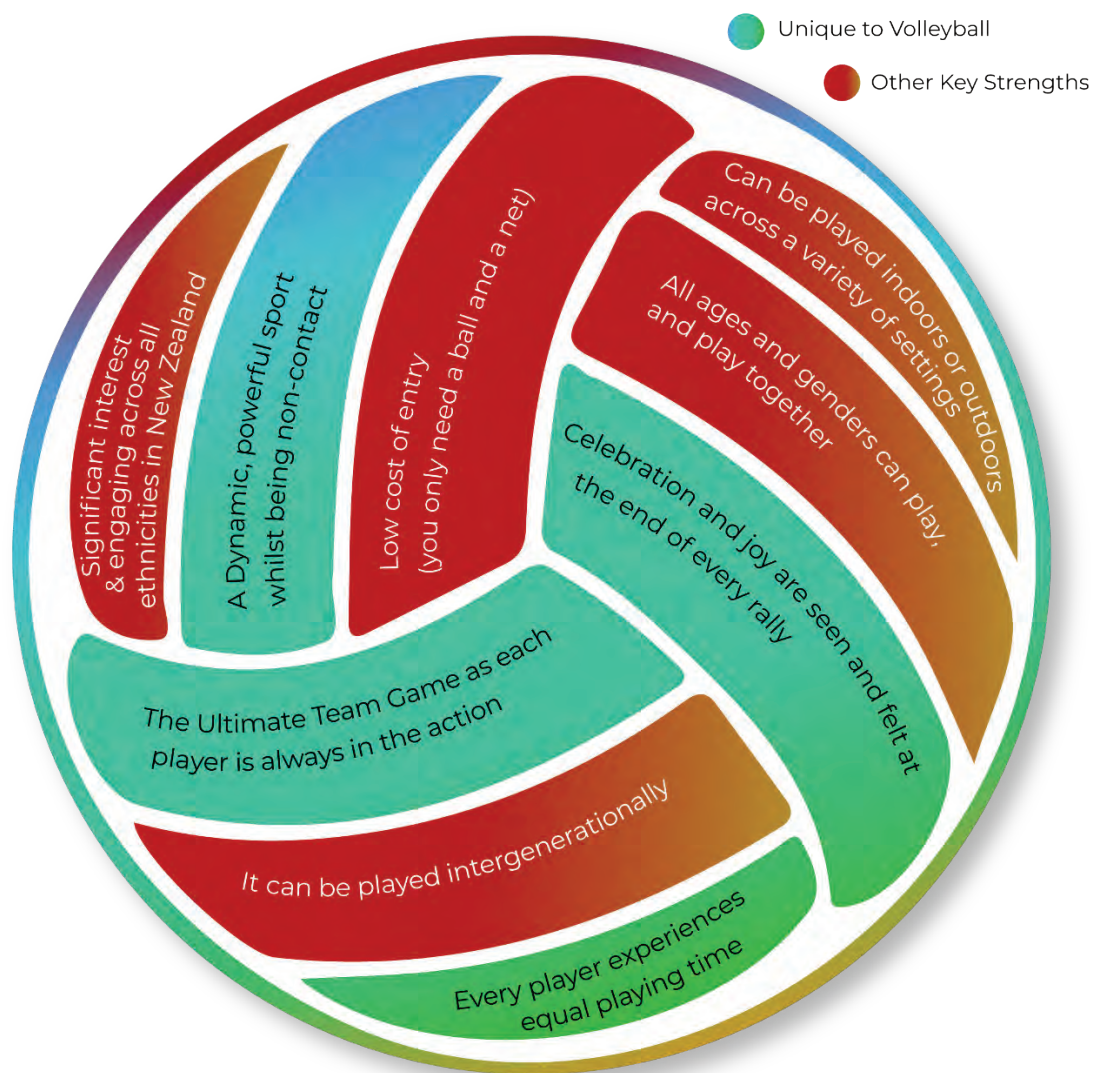 Unique to Volleyball
Other Key Strengths
Significant interest
& engaging across all
ethnicities in New Zealand
A Dynamic, powerful sport
whilst being non-contact
Low cost of entry
(you only need a ball and a net)
Can be played indoors or outdoors
across a variety of settings
All ages and genders can play,
and play together
Celebration and joy are seen and felt at
the end of every rally
The Ultimate Team Game as each
player is always in the action
It can be played intergenerationally
Every player experiences
equal playing time